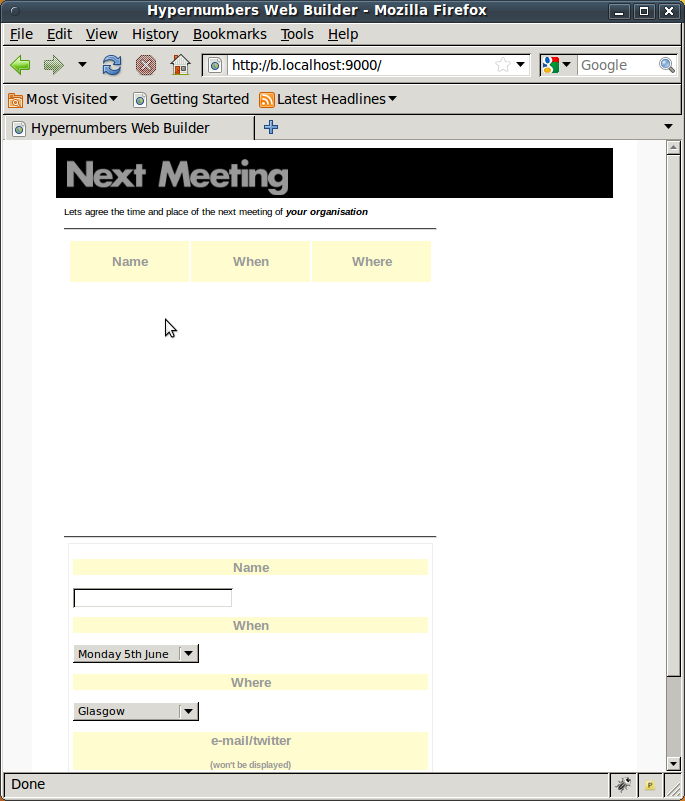 Hypernumbers Web Builder - Mozilla Firefox
File Edit View History Bookmarks Tools Help
http://b.localhost:9000/ Google
Most Visited Getting Started Latest Headlines
Hypernumbers Web Builder
Next Meeting
Lets agree the time and place of the next meeting of your organisation
Name When Where
Name
When
Monday 5th June
Where
Glasgow
e-mail/twitter
(won't be displayed)
Done P